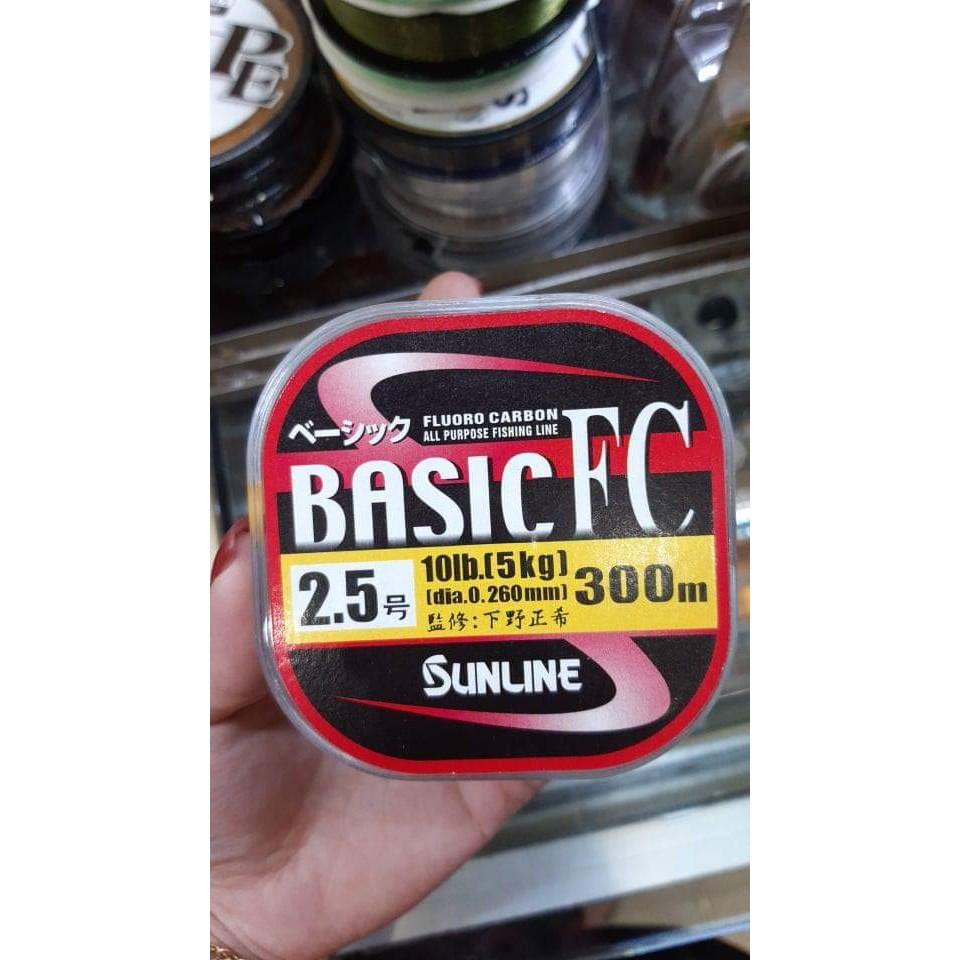 PE
ベーシック
FLUORO CARBON
ALL PURPOSE FISHING LINE
BASIC FC
2.5号
10lb.(5kg)
(dia.0.260mm)
300m
監修:下野正希
SUNLINE